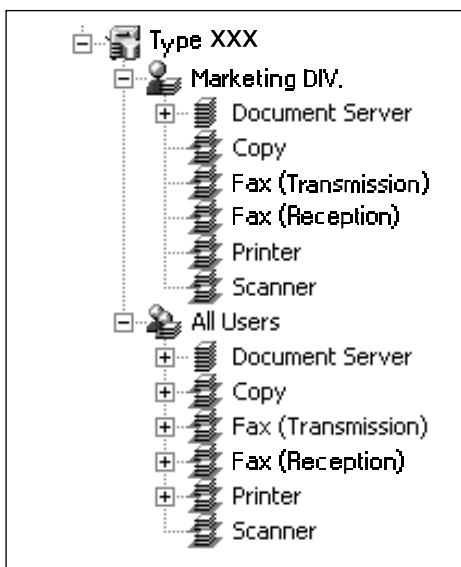 Type XXX
Marketing DIV.
Document Server
Copy
Fax (Transmission)
Fax (Reception)
Printer
Scanner
All Users
Document Server
Copy
Fax (Transmission)
Fax (Reception)
Printer
Scanner